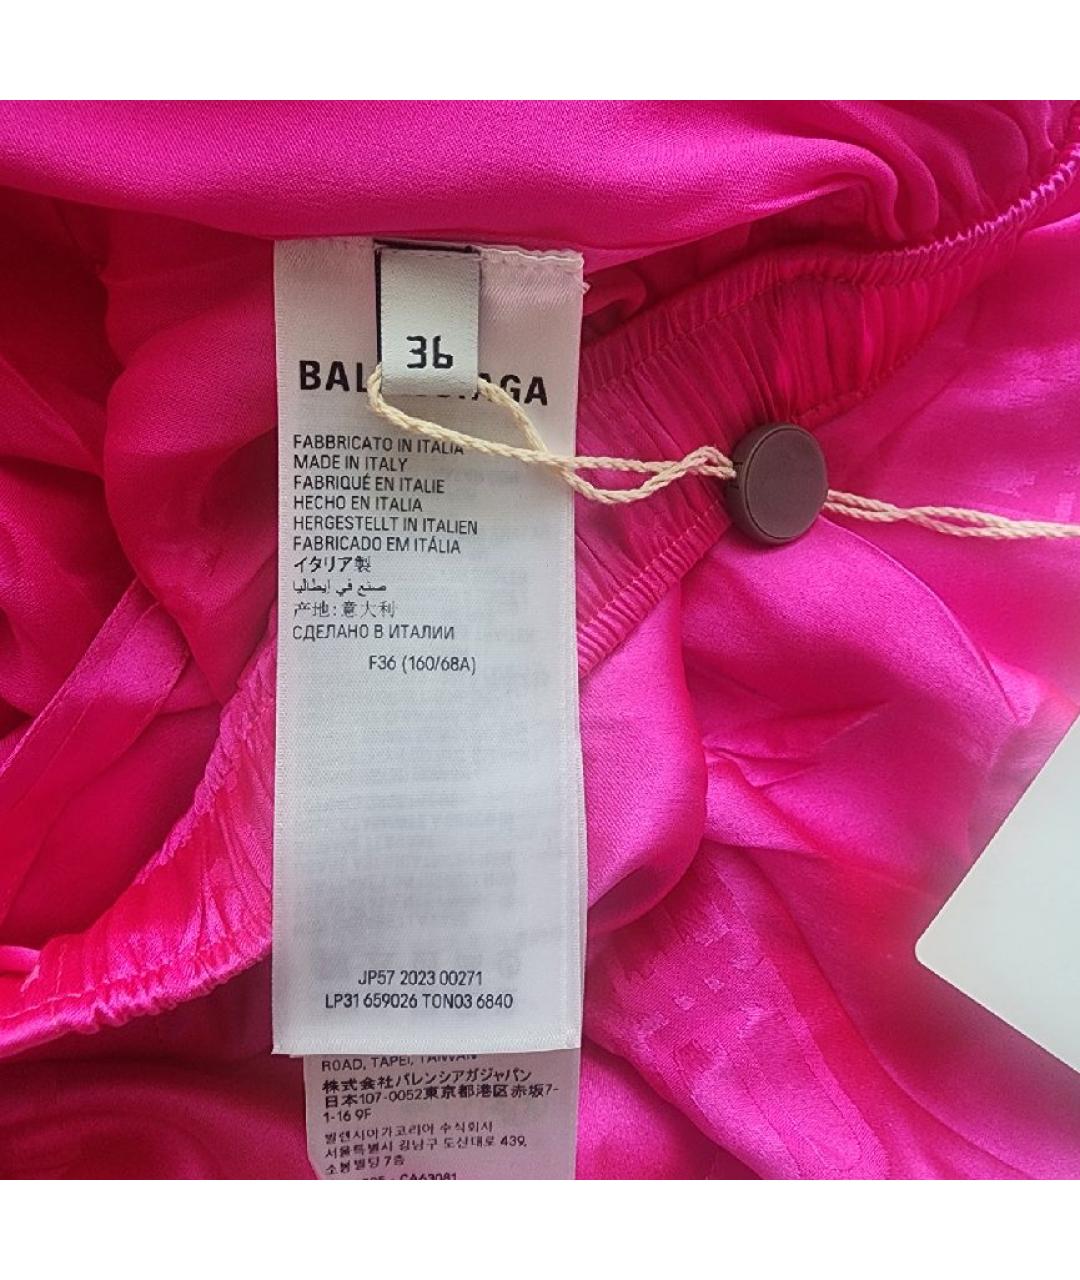 36
BAL
AGA
FABBRICATO IN ITALIA
MADE IN ITALY
FABRIQUÉ EN ITALIE
HECHO EN ITALIA
HERGESTELLT IN ITALIEN
FABRICADO EM ITÁLIA
イタリア製
صنع في إيطاليا
产地:意大利
СДЕЛАНО В ИТАЛИИ
F36 (160/68A)
JP57 2023 00271
LP31 659026 TON03 6840
ROAD, TAPEI, TAIWAN
株式会社バレンシアガジャパン
日本107-0052東京都港区赤坂7-
1-16 9F
발렌시아가코리아 주식회사
서울특별시 강남구 도산대로 439,
소봉빌딩 7층
CA63081